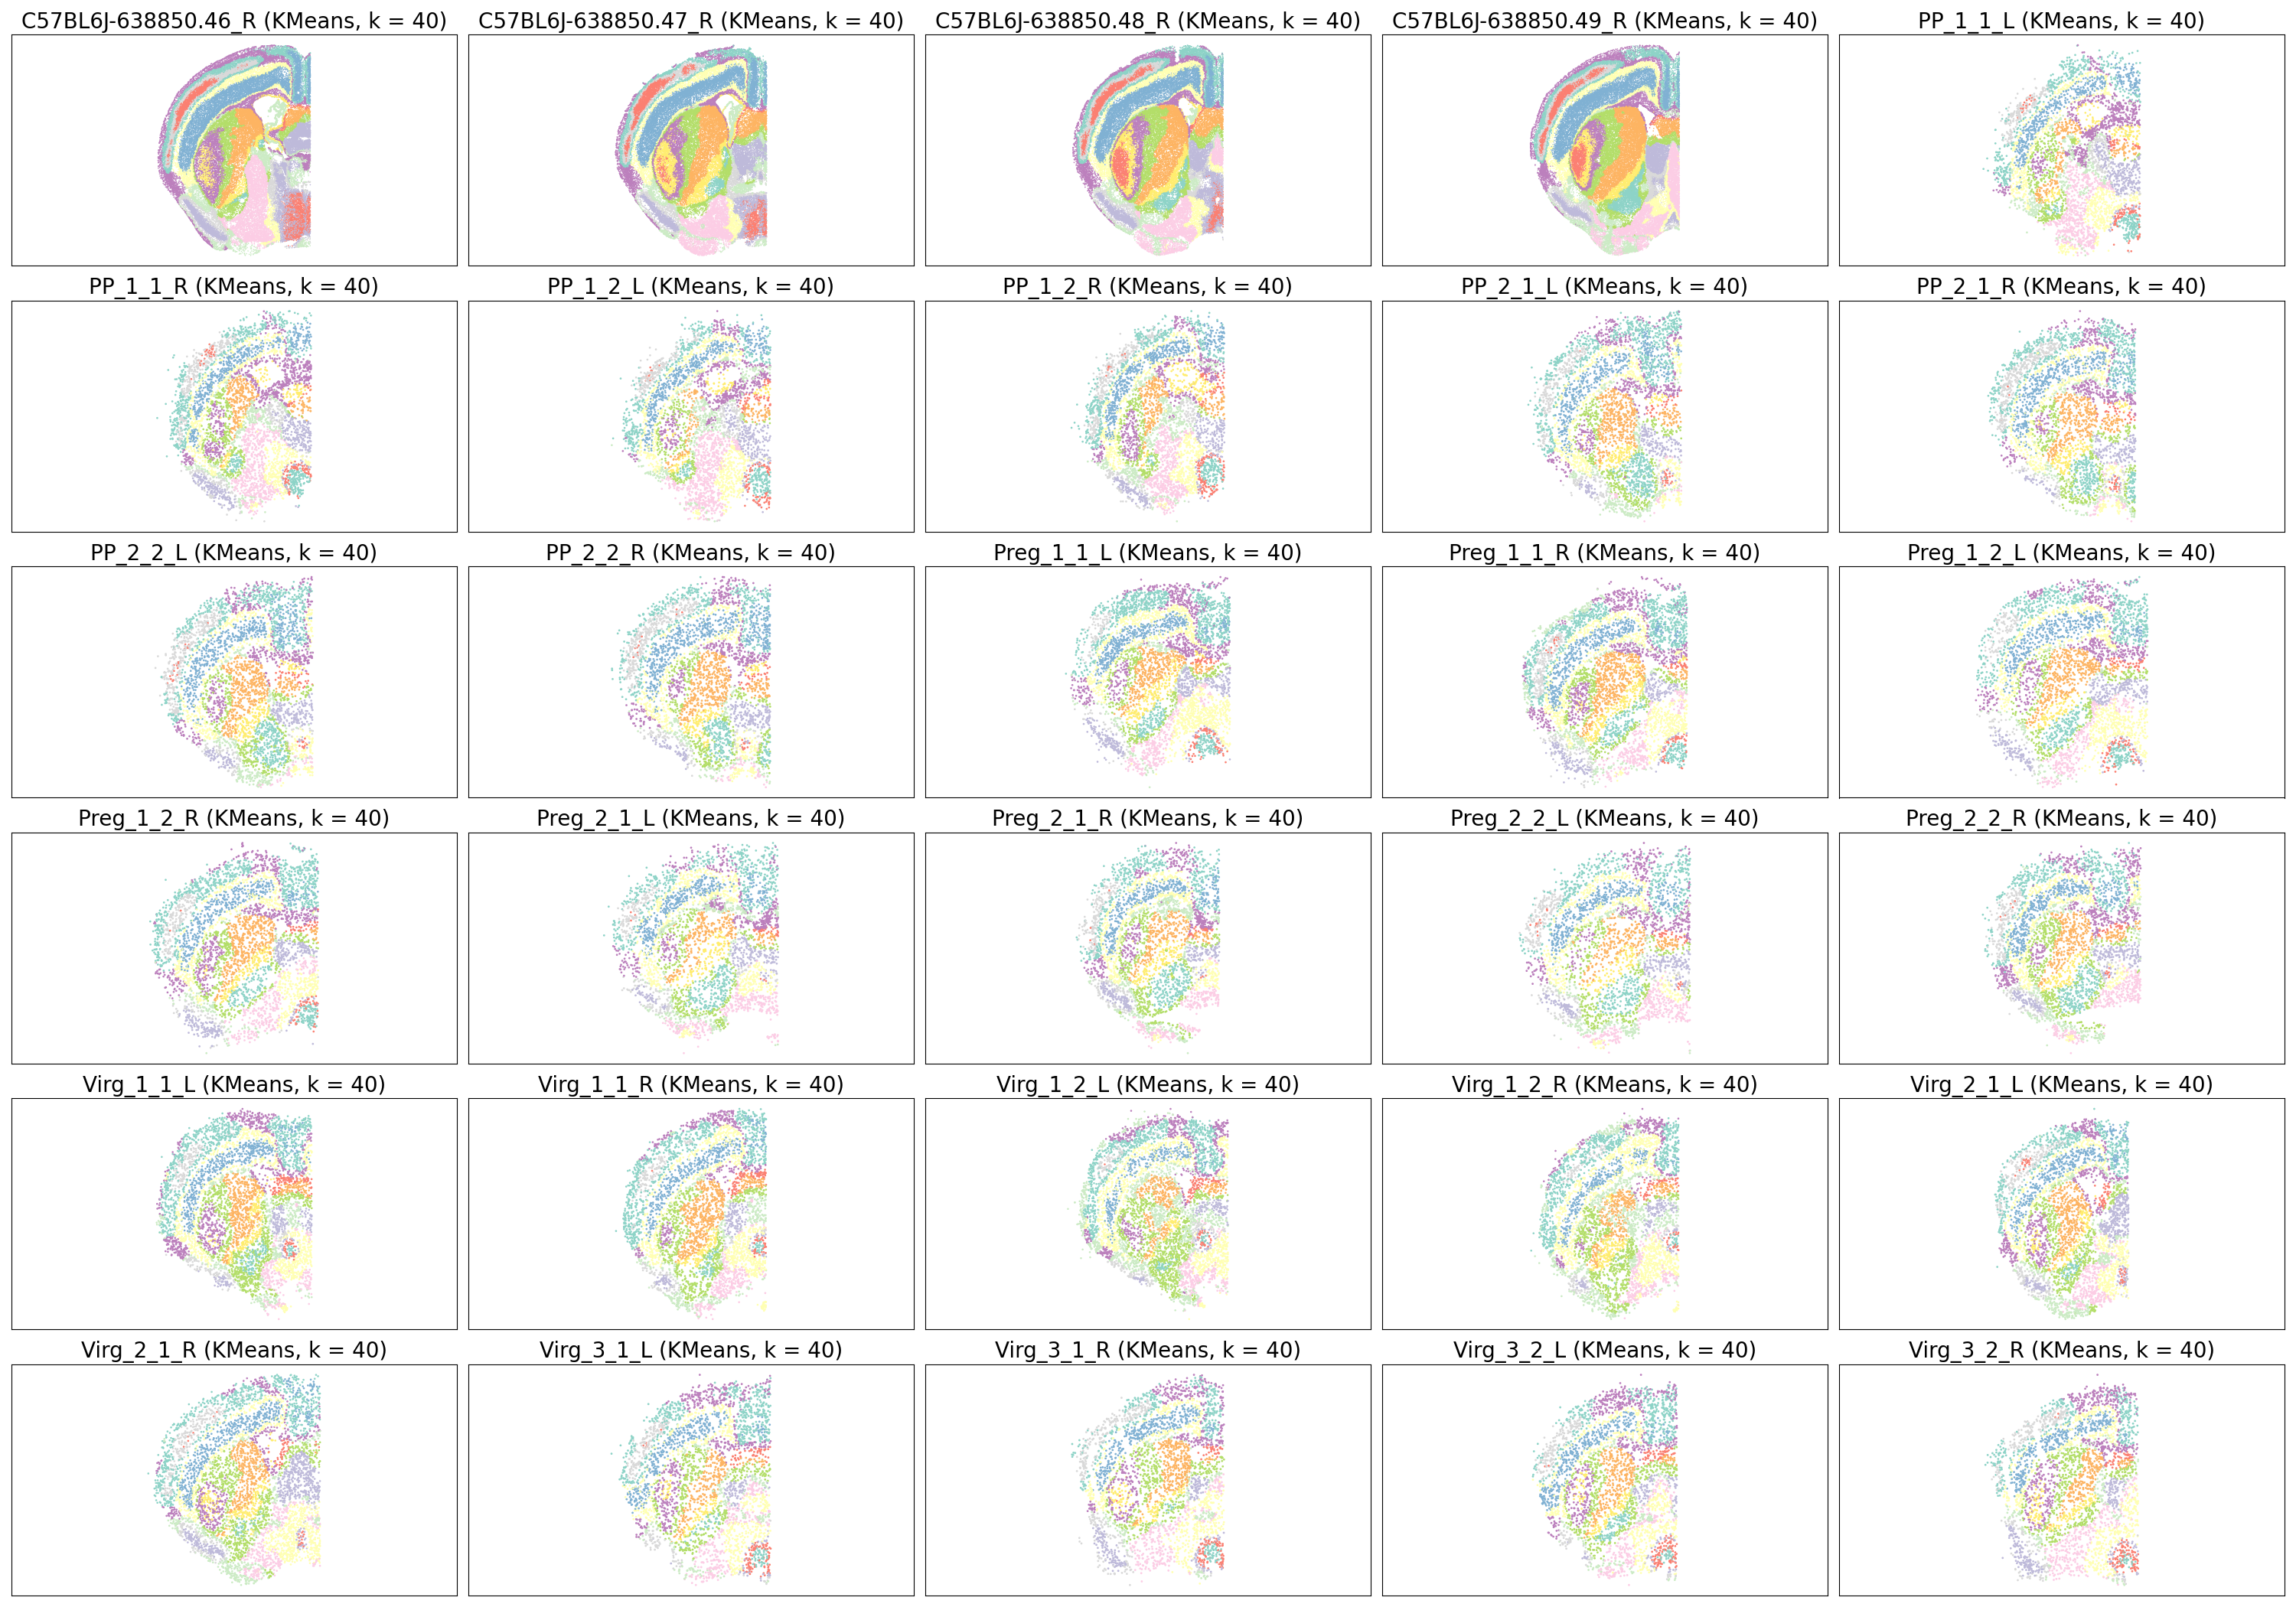 C57BL6J-638850.46_R (KMeans, k = 40)
C57BL6J-638850.47_R (KMeans, k = 40)
C57BL6J-638850.48_R (KMeans, k = 40)
C57BL6J-638850.49_R (KMeans, k = 40)
PP_1_1_L (KMeans, k = 40)
PP_1_1_R (KMeans, k = 40)
PP_1_2_L (KMeans, k = 40)
PP_1_2_R (KMeans, k = 40)
PP_2_1_L (KMeans, k = 40)
PP_2_1_R (KMeans, k = 40)
PP_2_2_L (KMeans, k = 40)
PP_2_2_R (KMeans, k = 40)
Preg_1_1_L (KMeans, k = 40)
Preg_1_1_R (KMeans, k = 40)
Preg_1_2_L (KMeans, k = 40)
Preg_1_2_R (KMeans, k = 40)
Preg_2_1_L (KMeans, k = 40)
Preg_2_1_R (KMeans, k = 40)
Preg_2_2_L (KMeans, k = 40)
Preg_2_2_R (KMeans, k = 40)
Virg_1_1_L (KMeans, k = 40)
Virg_1_1_R (KMeans, k = 40)
Virg_1_2_L (KMeans, k = 40)
Virg_1_2_R (KMeans, k = 40)
Virg_2_1_L (KMeans, k = 40)
Virg_2_1_R (KMeans, k = 40)
Virg_3_1_L (KMeans, k = 40)
Virg_3_1_R (KMeans, k = 40)
Virg_3_2_L (KMeans, k = 40)
Virg_3_2_R (KMeans, k = 40)